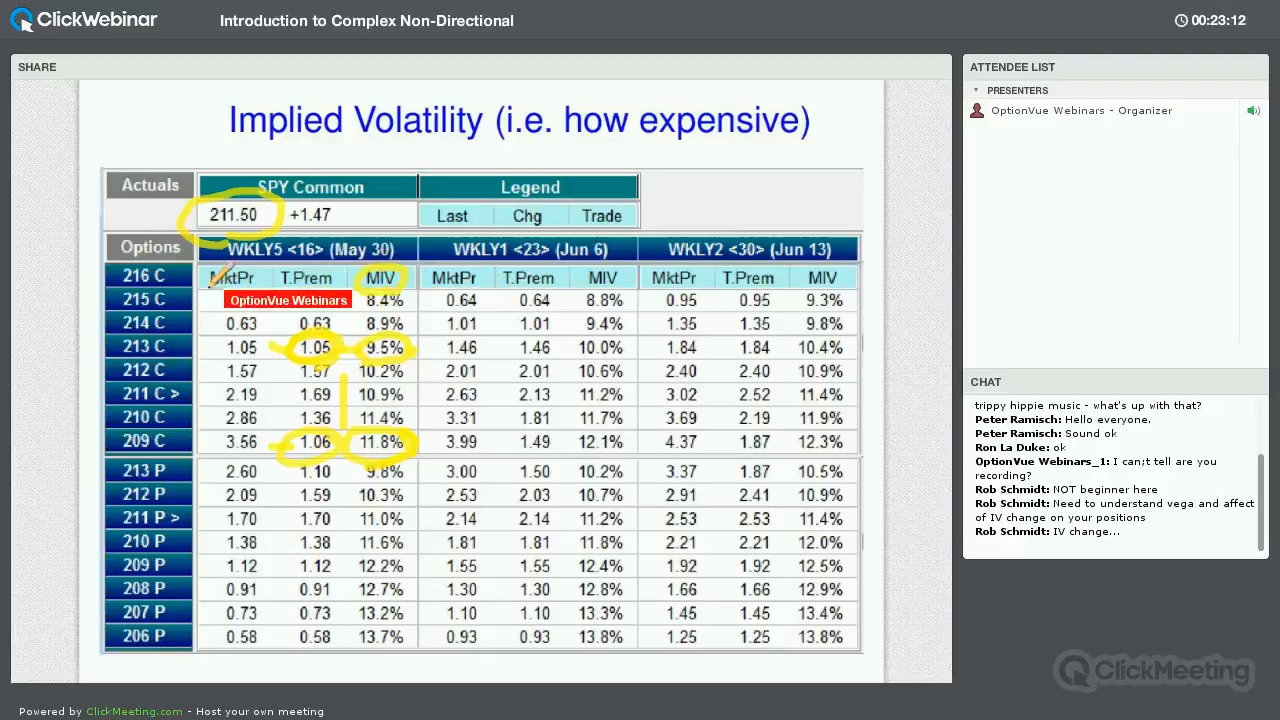 ClickWebinar
Introduction to Complex Non-Directional
00:23:12
SHARE
Implied Volatility (i.e. how expensive)
Actuals SPY Common Legend
211.50 +1.47 Last Chg Trade
Options WKLY5 <16> (May 30) WKLY1 <23> (Jun 6) WKLY2 <30> (Jun 13)
216 C MktPr T.Prem MIV MktPr T.Prem MIV MktPr T.Prem MIV
215 C OptionVue Webinars 8.4% 0.64 0.64 8.8% 0.95 0.95 9.3%
214 C 0.63 0.63 8.9% 1.01 1.01 9.4% 1.35 1.35 9.8%
213 C 1.05 1.05 9.5% 1.46 1.46 10.0% 1.84 1.84 10.4%
212 C 1.57 1.57 10.2% 2.01 2.01 10.6% 2.40 2.40 10.9%
211 C > 2.19 1.69 10.9% 2.63 2.13 11.2% 3.02 2.52 11.4%
210 C 2.86 1.36 11.4% 3.31 1.81 11.7% 3.69 2.19 11.9%
209 C 3.56 1.06 11.8% 3.99 1.49 12.1% 4.37 1.87 12.3%
213 P 2.60 1.10 9.8% 3.00 1.50 10.2% 3.37 1.87 10.5%
212 P 2.09 1.59 10.3% 2.53 2.03 10.7% 2.91 2.41 10.9%
211 P > 1.70 1.70 11.0% 2.14 2.14 11.2% 2.53 2.53 11.4%
210 P 1.38 1.38 11.6% 1.81 1.81 11.8% 2.21 2.21 12.0%
209 P 1.12 1.12 12.2% 1.55 1.55 12.4% 1.92 1.92 12.5%
208 P 0.91 0.91 12.7% 1.30 1.30 12.8% 1.66 1.66 12.9%
207 P 0.73 0.73 13.2% 1.10 1.10 13.3% 1.45 1.45 13.4%
206 P 0.58 0.58 13.7% 0.93 0.93 13.8% 1.25 1.25 13.8%
ATTENDEE LIST
PRESENTERS
OptionVue Webinars - Organizer
CHAT
trippy hippie music - what's up with that?
Peter Ramisch: Hello everyone.
Peter Ramisch: Sound ok
Ron La Duke: ok
OptionVue Webinars_1: I can;t tell are you
recording?
Rob Schmidt: NOT beginner here
Rob Schmidt: Need to understand vega and affect
of IV change on your positions
Rob Schmidt: IV change...
ClickMeeting
Powered by ClickMeeting.com - Host your own meeting